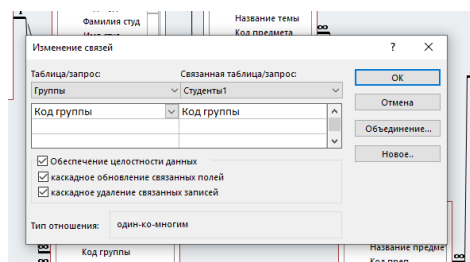 Фамилия студ
Название темы
Код предмета
Изменение связей
? ×
Таблица/запрос: Связанная таблица/запрос:
Группы Студенты1
Код группы Код группы
ОК
Отмена
Объединение...
Новое..
Обеспечение целостности данных
каскадное обновление связанных полей
каскадное удаление связанных записей
Тип отношения: один-ко-многим
Код группы
Название предме
Код преп